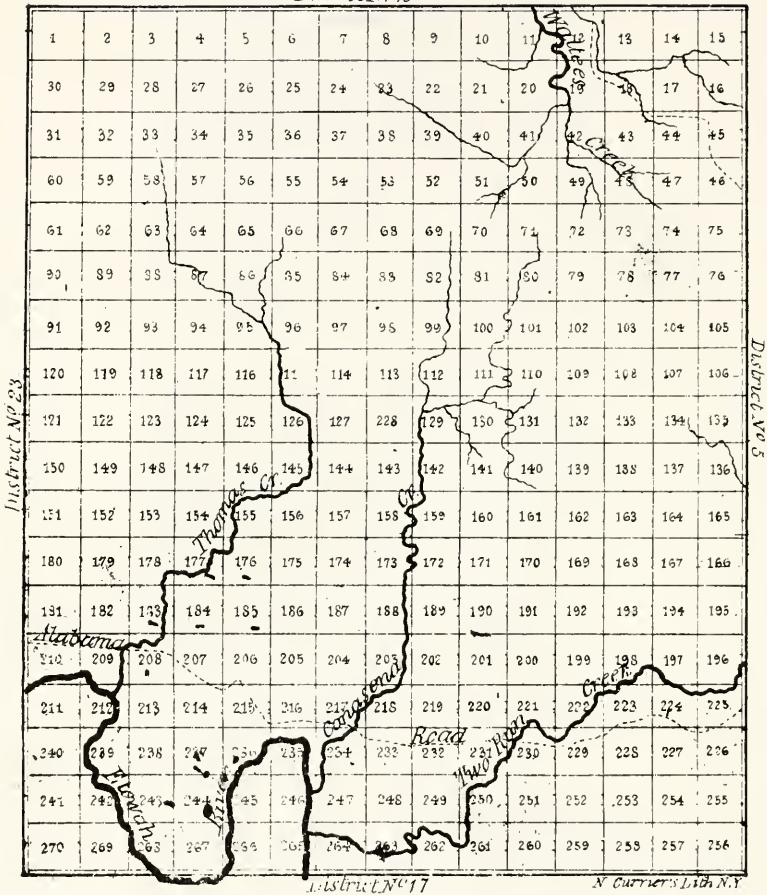 1 2 3 4 5 6 7 8 9 10 11 12 13 14 15
30 29 28 27 26 25 24 23 22 21 20 19 18 17 16
31 32 33 34 35 36 37 38 39 40 41 42 43 44 45
60 59 58 57 56 55 54 53 52 51 50 49 48 47 46
61 62 63 64 65 66 67 68 69 70 71 72 73 74 75
90 89 88 87 86 85 84 83 82 81 80 79 78 77 76
91 92 93 94 95 96 97 98 99 100 101 102 103 104 105
120 119 118 117 116 11 114 113 112 111 110 109 108 107 106
121 122 123 124 125 126 127 228 129 130 131 132 133 134 135
150 149 148 147 146 145 144 143 142 141 140 139 138 137 136
151 152 153 154 155 156 157 158 159 160 161 162 163 164 165
180 179 178 177 176 175 174 173 172 171 170 169 168 167 166
181 182 183 184 185 186 187 188 189 190 191 192 193 194 195
210 209 208 207 206 205 204 203 202 201 200 199 198 197 196
211 212 213 214 215 216 217 218 219 220 221 222 223 224 225
240 239 238 237 236 235 234 233 232 231 230 229 228 227 226
241 242 243 244 245 246 247 248 249 250 251 252 253 254 255
270 269 268 267 266 265 264 263 262 261 260 259 258 257 256
Wallees
Creek
Thomas Cr.
Cr.
Conasena
Alabama
Road
Two Run
Creek
Etowah
River
District No 23
District No. 5
District No 17
N Currier's Lith N.Y